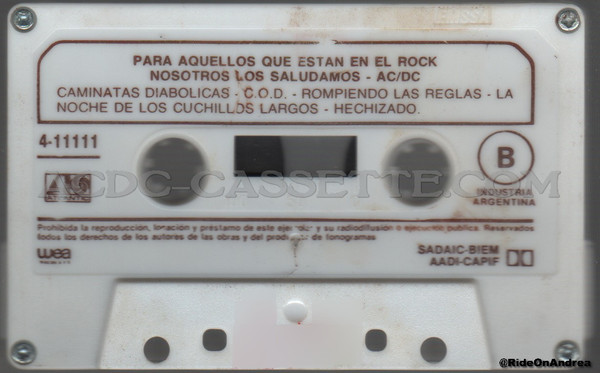 PARA AQUELLOS QUE ESTAN EN EL ROCK
NOSOTROS LOS SALUDAMOS - AC/DC
CAMINATAS DIABOLICAS - C.O.D. - ROMPIENDO LAS REGLAS - LA
NOCHE DE LOS CUCHILLOS LARGOS - HECHIZADO.
4-11111
B
ACDC-CASSETTE.COM
ATLANTIC
INDUSTRIA
ARGENTINA
Prohibida la reproducción, locación y préstamo de este ejemplar y su radiodifusión o ejecución pública. Reservados
todos los derechos de los autores de las obras y del productor de fonogramas
wea
SADAIC-BIEM
AADI-CAPIF
@RideOnAndrea